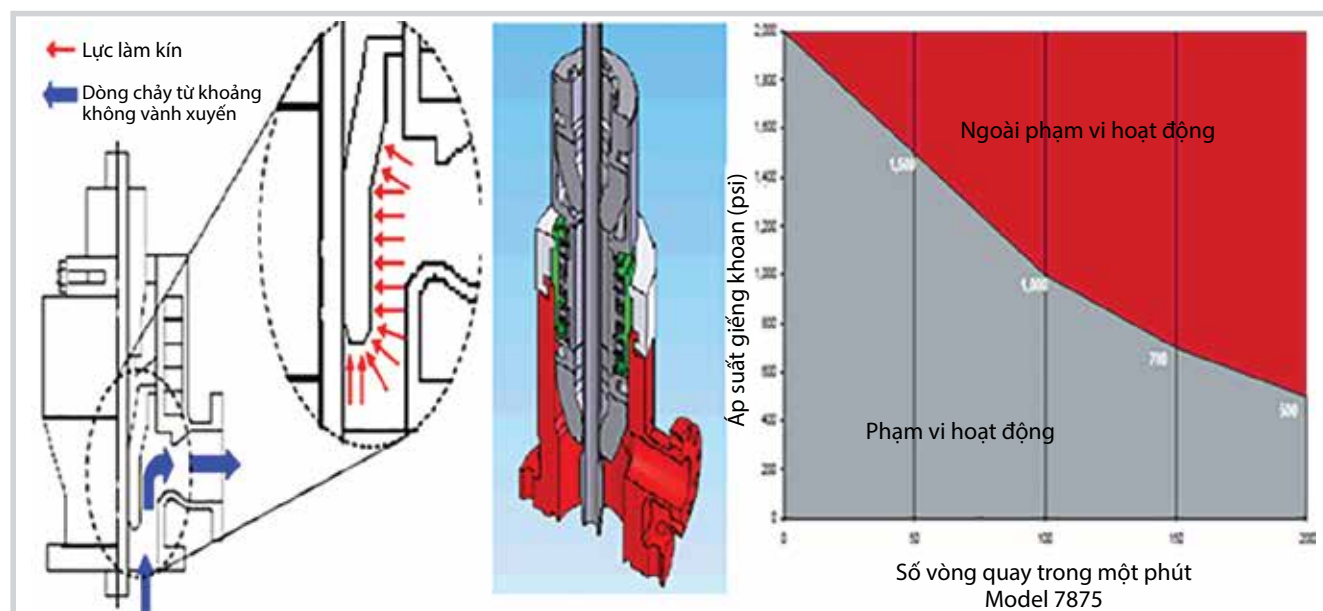 Lực làm kín
Dòng chảy từ khoảng
không vành xuyến
Áp suất giếng khoan (psi)
2,000
1,800
1,600
1,400
1,200
1,000
800
600
400
200
0
Ngoài phạm vi hoạt động
Phạm vi hoạt động
1,500
1,000
700
500
0
50
100
150
200
Số vòng quay trong một phút
Model 7875